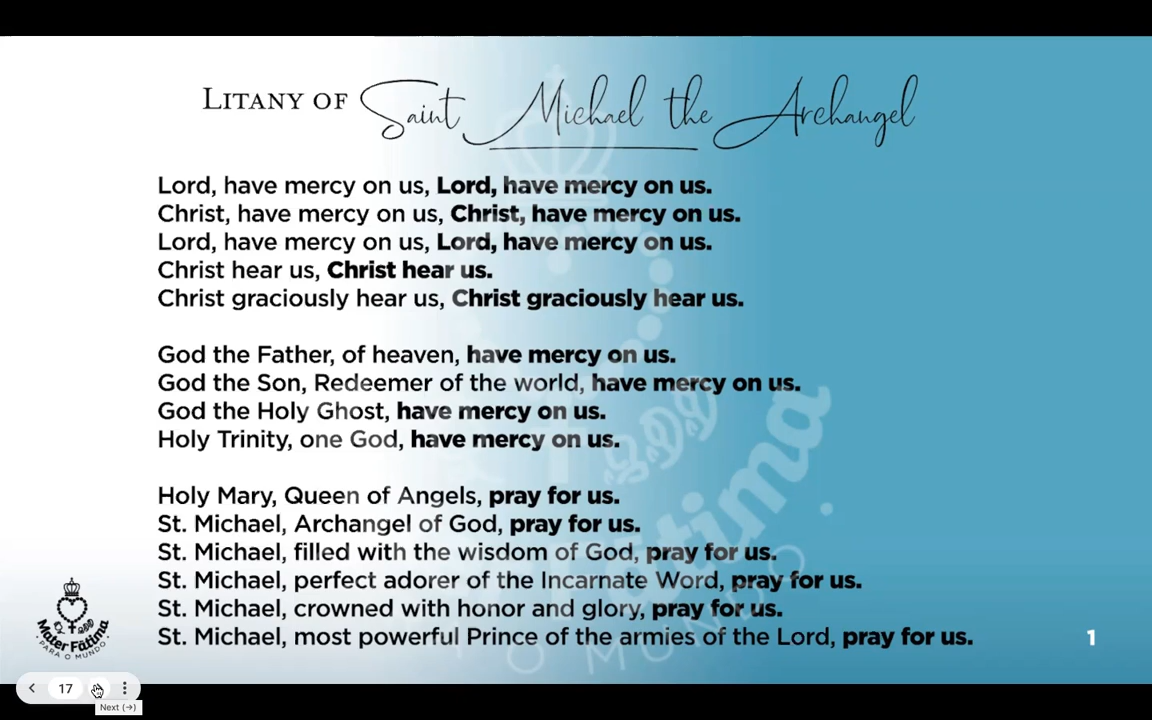 LITANY OF Saint Michael the Archangel
Lord, have mercy on us, Lord, have mercy on us.
Christ, have mercy on us, Christ, have mercy on us.
Lord, have mercy on us, Lord, have mercy on us.
Christ hear us, Christ hear us.
Christ graciously hear us, Christ graciously hear us.
God the Father, of heaven, have mercy on us.
God the Son, Redeemer of the world, have mercy on us.
God the Holy Ghost, have mercy on us.
Holy Trinity, one God, have mercy on us.
Holy Mary, Queen of Angels, pray for us.
St. Michael, Archangel of God, pray for us.
St. Michael, filled with the wisdom of God, pray for us.
St. Michael, perfect adorer of the Incarnate Word, pray for us.
St. Michael, crowned with honor and glory, pray for us.
St. Michael, most powerful Prince of the armies of the Lord, pray for us.
1
Mater Fátima
PARA O MUNDO
Fátima
O MUNDO
17
Next (→)